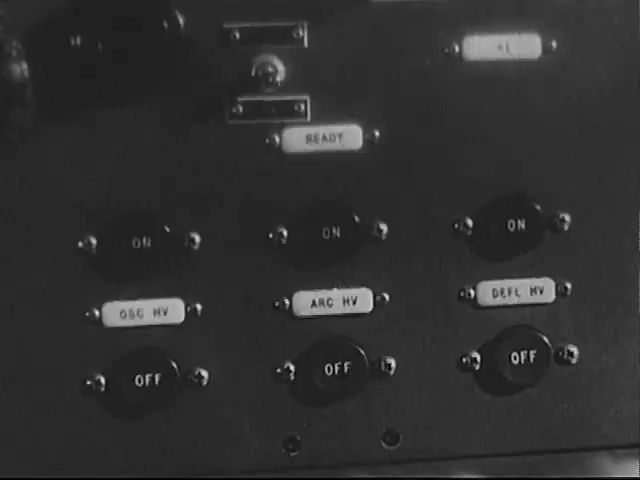 READY
ON ON ON
OSC HV ARC HV DEFL HV
OFF OFF OFF